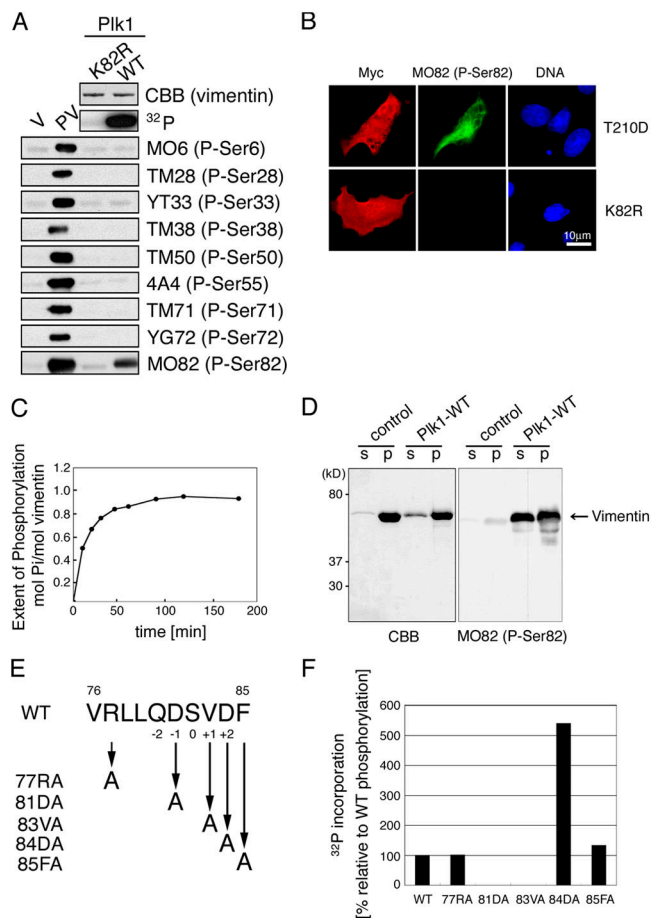 A
Plk1
K82R WT
CBB (vimentin)
V PV
32P
MO6 (P-Ser6)
TM28 (P-Ser28)
YT33 (P-Ser33)
TM38 (P-Ser38)
TM50 (P-Ser50)
4A4 (P-Ser55)
TM71 (P-Ser71)
YG72 (P-Ser72)
MO82 (P-Ser82)
B
Myc MO82 (P-Ser82) DNA
T210D
K82R
10μm
C
Extent of Phosphorylation
mol Pi/mol vimentin
1.2
1.0
0.8
0.6
0.4
0.2
0 50 100 150 200
time [min]
D
control Plk1-WT control Plk1-WT
s p s p s p s p
(kD)
80
37
30
← Vimentin
CBB MO82 (P-Ser82)
E
76 85
WT VRLLQDSVDF
-2 -1 0 +1 +2
77RA A
81DA A
83VA A
84DA A
85FA A
F
32P incorporation
[% relative to WT phosphorylation]
600
500
400
300
200
100
0
WT 77RA 81DA 83VA 84DA 85FA